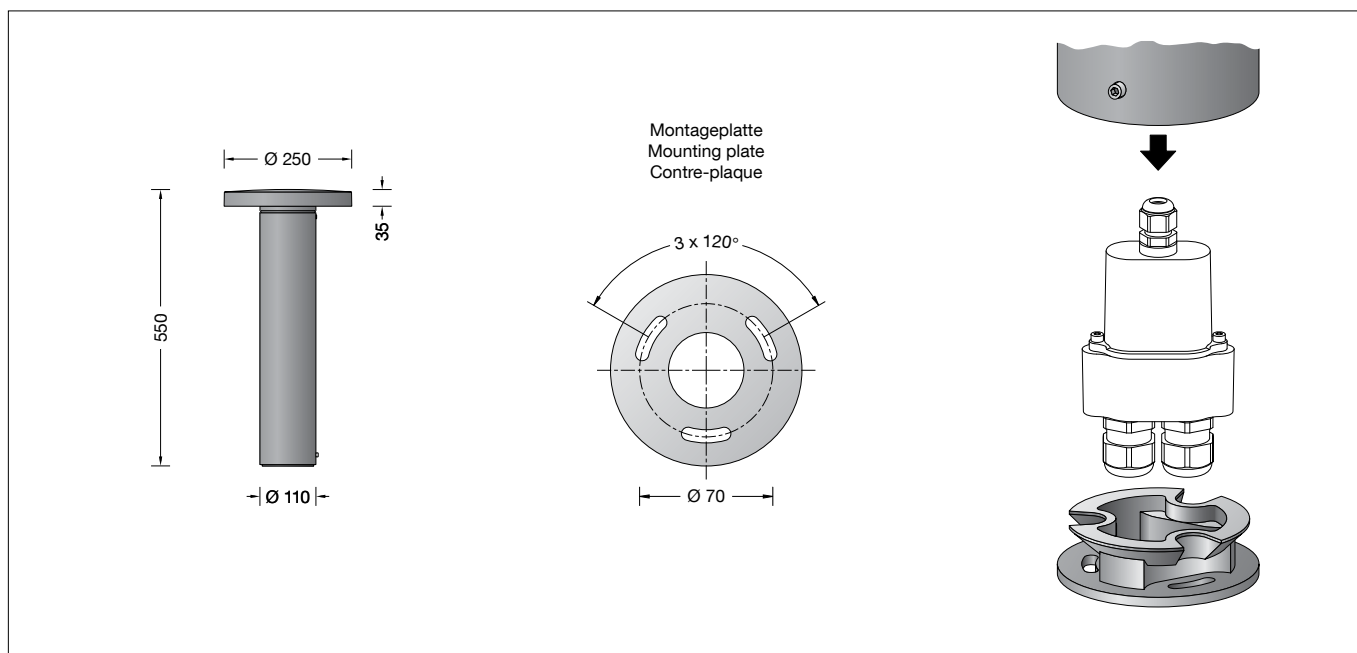 Ø 250
35
550
Ø 110
Montageplatte
Mounting plate
Contre-plaque
3 x 120°
Ø 70